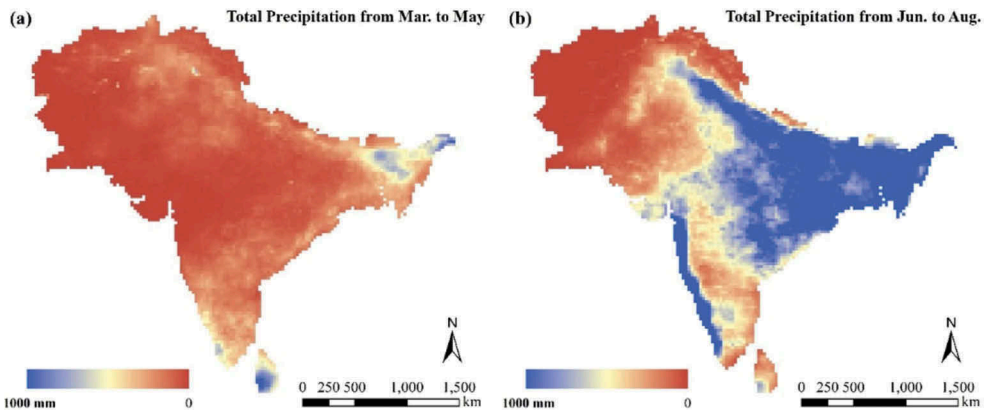 (a) Total Precipitation from Mar. to May
N
1000 mm 0
0 250 500 1,000 1,500
km
(b) Total Precipitation from Jun. to Aug.
N
1000 mm 0
0 250 500 1,000 1,500
km